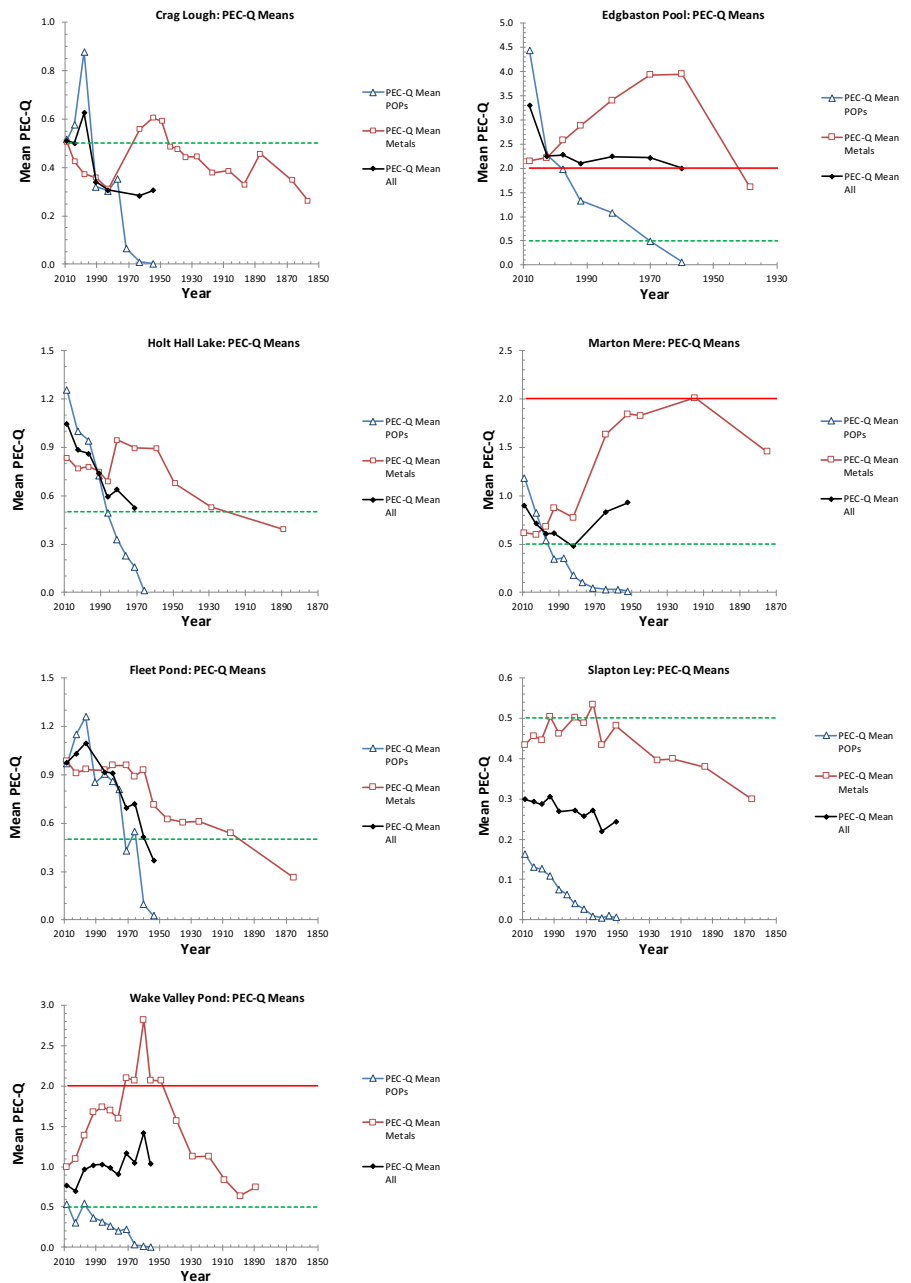 Crag Lough: PEC-Q Means
Mean PEC-Q
1.0
0.8
0.6
0.4
0.2
0.0
2010 1990 1970 1950 1930 1910 1890 1870 1850
Year
PEC-Q Mean
POPs
PEC-Q Mean
Metals
PEC-Q Mean
All
Edgbaston Pool: PEC-Q Means
Mean PEC-Q
5.0
4.5
4.0
3.5
3.0
2.5
2.0
1.5
1.0
0.5
0.0
2010 1990 1970 1950 1930
Year
PEC-Q Mean
POPs
PEC-Q Mean
Metals
PEC-Q Mean
All
Holt Hall Lake: PEC-Q Means
Mean PEC-Q
1.5
1.2
0.9
0.6
0.3
0.0
2010 1990 1970 1950 1930 1910 1890 1870
Year
PEC-Q Mean
POPs
PEC-Q Mean
Metals
PEC-Q Mean
All
Marton Mere: PEC-Q Means
Mean PEC-Q
2.5
2.0
1.5
1.0
0.5
0.0
2010 1990 1970 1950 1930 1910 1890 1870
Year
PEC-Q Mean
POPs
PEC-Q Mean
Metals
PEC-Q Mean
All
Fleet Pond: PEC-Q Means
Mean PEC-Q
1.5
1.2
0.9
0.6
0.3
0.0
2010 1990 1970 1950 1930 1910 1890 1870 1850
Year
PEC-Q Mean
POPs
PEC-Q Mean
Metals
PEC-Q Mean
All
Slapton Ley: PEC-Q Means
Mean PEC-Q
0.6
0.5
0.4
0.3
0.2
0.1
0.0
2010 1990 1970 1950 1930 1910 1890 1870 1850
Year
PEC-Q Mean
POPs
PEC-Q Mean
Metals
PEC-Q Mean
All
Wake Valley Pond: PEC-Q Means
Mean PEC-Q
3.0
2.5
2.0
1.5
1.0
0.5
0.0
2010 1990 1970 1950 1930 1910 1890 1870 1850
Year
PEC-Q Mean
POPs
PEC-Q Mean
Metals
PEC-Q Mean
All